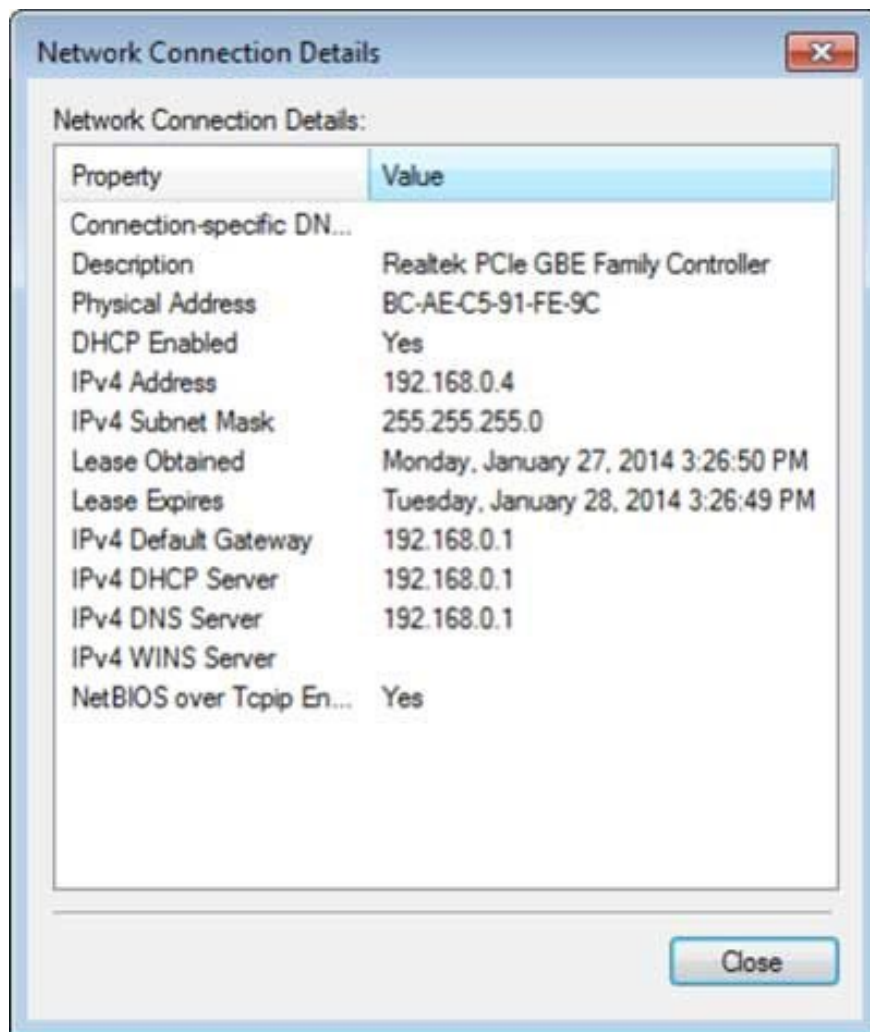 Network Connection Details
Network Connection Details:
Property Value
Connection-specific DN...
Description Realtek PCIe GBE Family Controller
Physical Address BC-AE-C5-91-FE-9C
DHCP Enabled Yes
IPv4 Address 192.168.0.4
IPv4 Subnet Mask 255.255.255.0
Lease Obtained Monday, January 27, 2014 3:26:50 PM
Lease Expires Tuesday, January 28, 2014 3:26:49 PM
IPv4 Default Gateway 192.168.0.1
IPv4 DHCP Server 192.168.0.1
IPv4 DNS Server 192.168.0.1
IPv4 WINS Server
NetBIOS over Tcpip En... Yes
Close